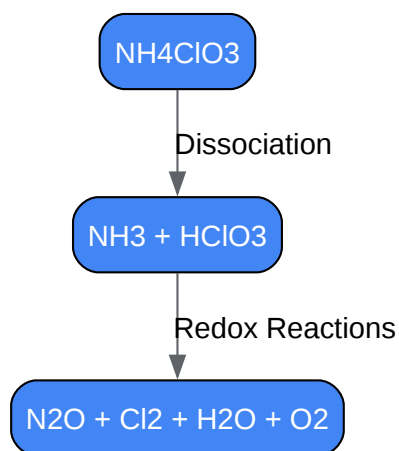 NH4ClO3
Dissociation
NH3 + HClO3
Redox Reactions
N2O + Cl2 + H2O + O2